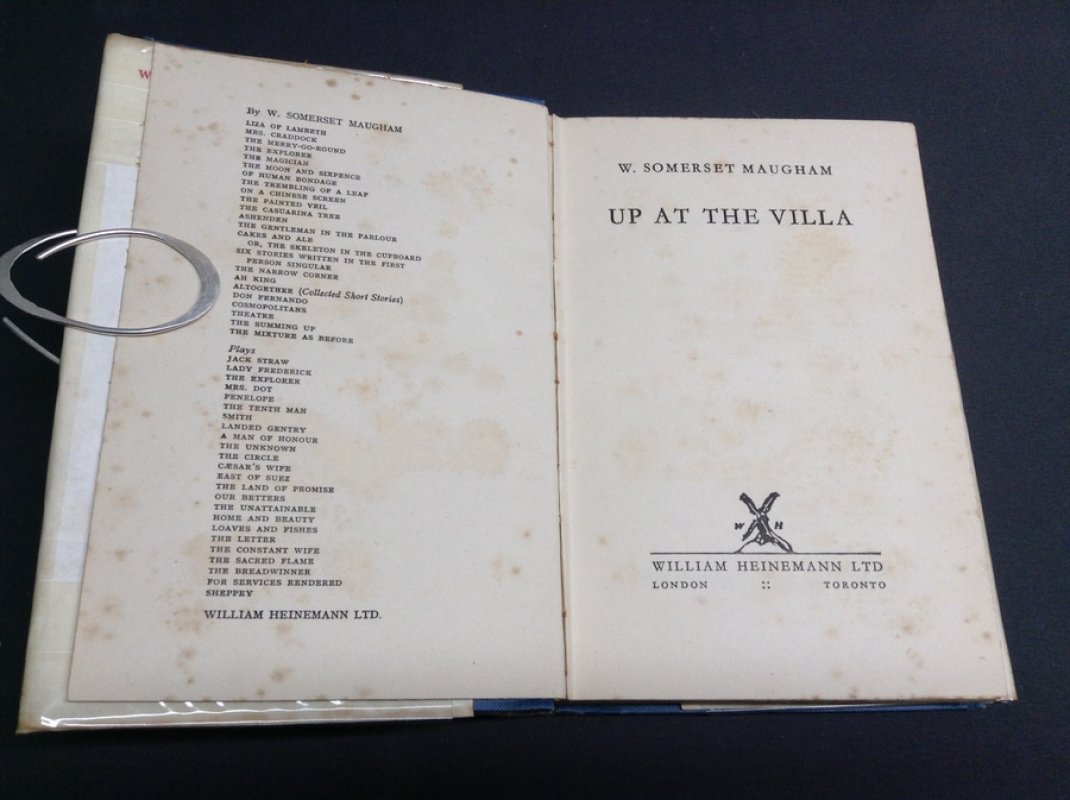 W
By W. SOMERSET MAUGHAM
LIZA OF LAMBETH
MRS. CRADDOCK
THE MERRY-GO-ROUND
THE EXPLORER
THE MAGICIAN
THE MOON AND SIXPENCE
OF HUMAN BONDAGE
THE TREMBLING OF A LEAF
ON A CHINESE SCREEN
THE PAINTED VEIL
THE CASUARINA TREE
ASHENDEN
THE GENTLEMAN IN THE PARLOUR
CAKES AND ALE
OR, THE SKELETON IN THE CUPBOARD
SIX STORIES WRITTEN IN THE FIRST
PERSON SINGULAR
THE NARROW CORNER
AH KING
ALTOGETHER (Collected Short Stories)
DON FERNANDO
COSMOPOLITANS
THEATRE
THE SUMMING UP
THE MIXTURE AS BEFORE
Plays
JACK STRAW
LADY FREDERICK
THE EXPLORER
MRS. DOT
PENELOPE
THE TENTH MAN
SMITH
LANDED GENTRY
A MAN OF HONOUR
THE UNKNOWN
THE CIRCLE
CÆSAR'S WIFE
EAST OF SUEZ
THE LAND OF PROMISE
OUR BETTERS
THE UNATTAINABLE
HOME AND BEAUTY
LOAVES AND FISHES
THE LETTER
THE CONSTANT WIFE
THE SACRED FLAME
THE BREADWINNER
FOR SERVICES RENDERED
SHEPPEY
WILLIAM HEINEMANN LTD.
W. SOMERSET MAUGHAM
UP AT THE VILLA
W H
WILLIAM HEINEMANN LTD
LONDON :: TORONTO